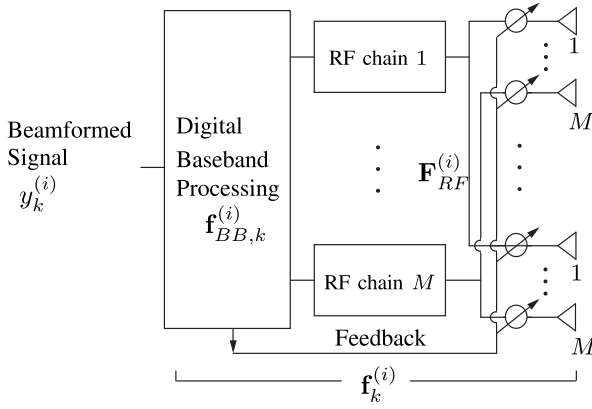 Beamformed
Signal
y_k^{(i)}
Digital
Baseband
Processing
f_{BB,k}^{(i)}
RF chain 1
RF chain M
F_{RF}^{(i)}
1
M
1
M
Feedback
f_k^{(i)}